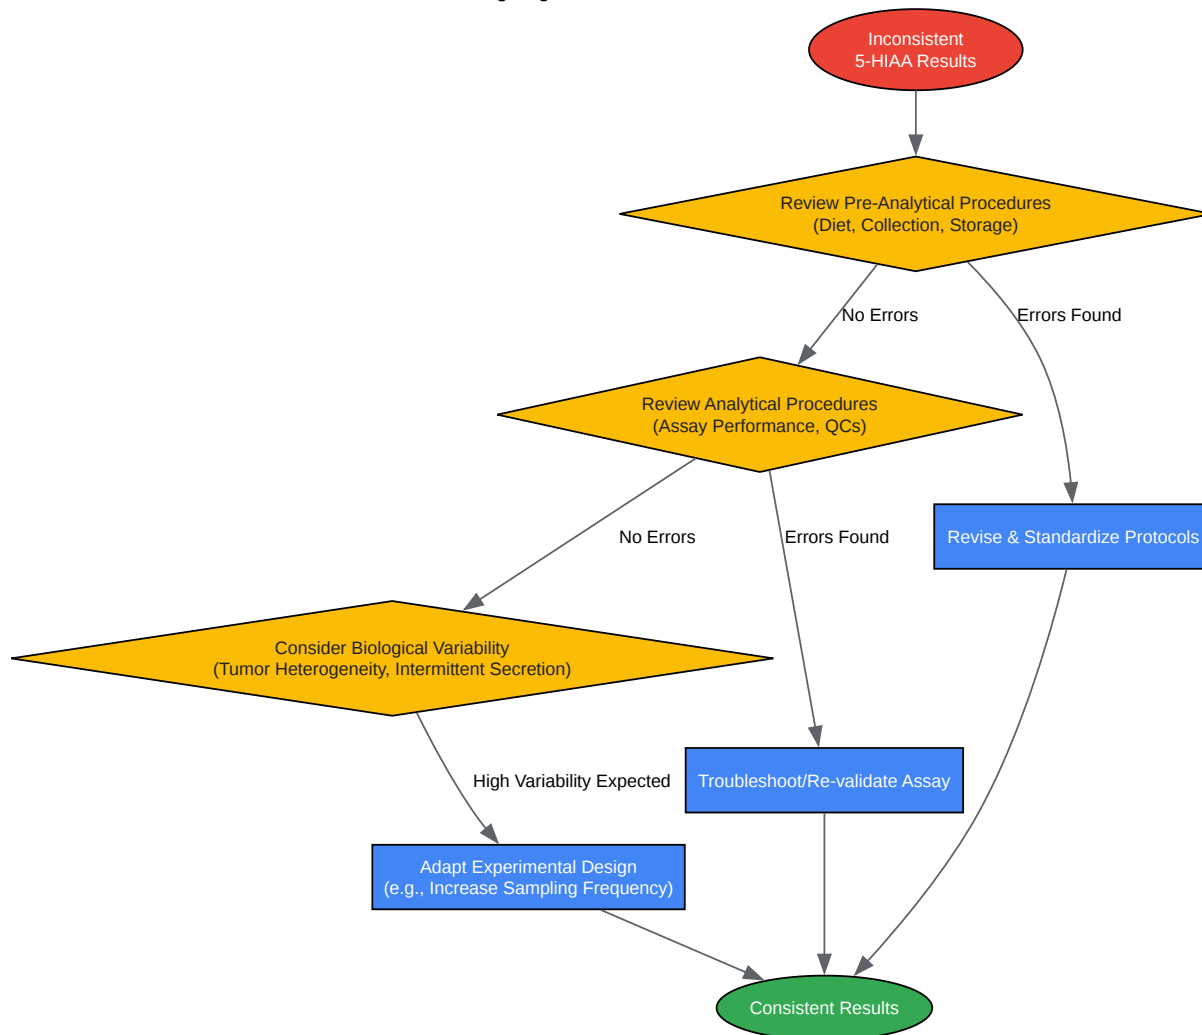 Inconsistent
5-HIAA Results
Review Pre-Analytical Procedures
(Diet, Collection, Storage)
No Errors
Errors Found
Review Analytical Procedures
(Assay Performance, QCs)
No Errors
Errors Found
Revise & Standardize Protocols
Consider Biological Variability
(Tumor Heterogeneity, Intermittent Secretion)
High Variability Expected
Troubleshoot/Re-validate Assay
Adapt Experimental Design
(e.g., Increase Sampling Frequency)
Consistent Results